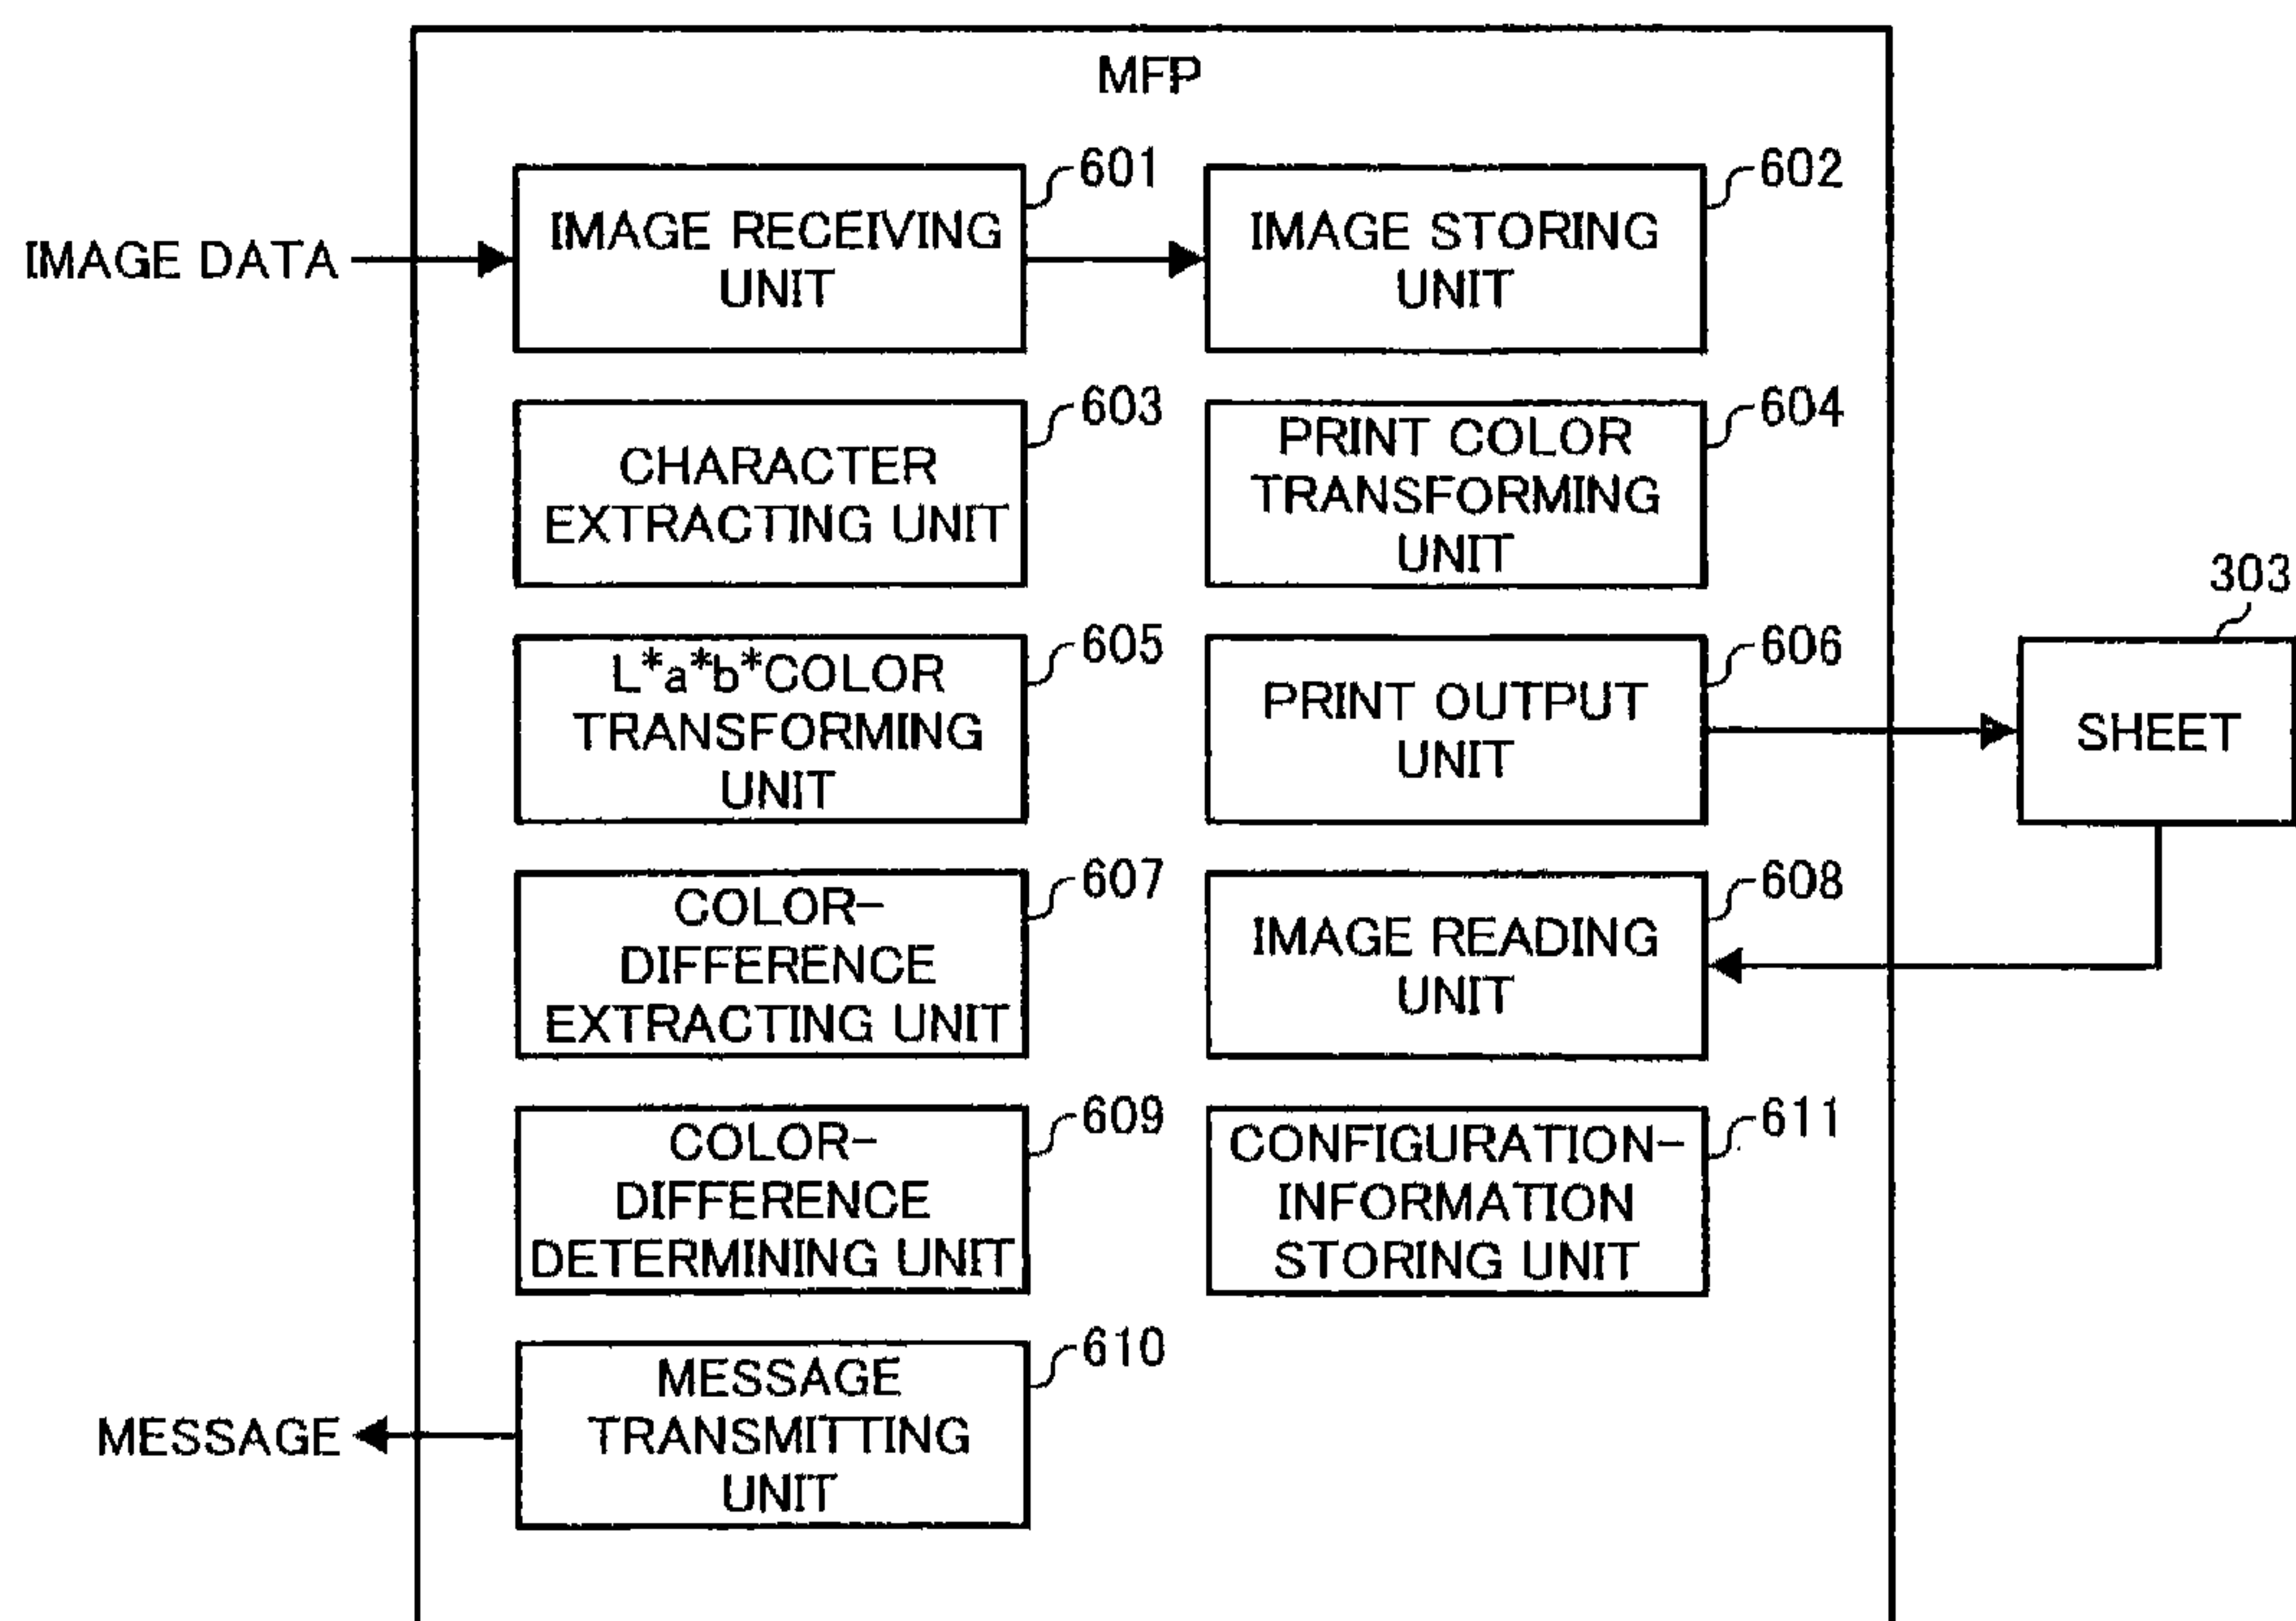 MFP
601
602
IMAGE DATA
IMAGE RECEIVING
UNIT
IMAGE STORING
UNIT
603
604
CHARACTER
EXTRACTING UNIT
PRINT COLOR
TRANSFORMING
UNIT
303
605
606
L*a*b*COLOR
TRANSFORMING
UNIT
PRINT OUTPUT
UNIT
SHEET
607
608
COLOR-
DIFFERENCE
EXTRACTING UNIT
IMAGE READING
UNIT
609
611
COLOR-
DIFFERENCE
DETERMINING UNIT
CONFIGURATION-
INFORMATION
STORING UNIT
610
MESSAGE
TRANSMITTING
UNIT
MESSAGE